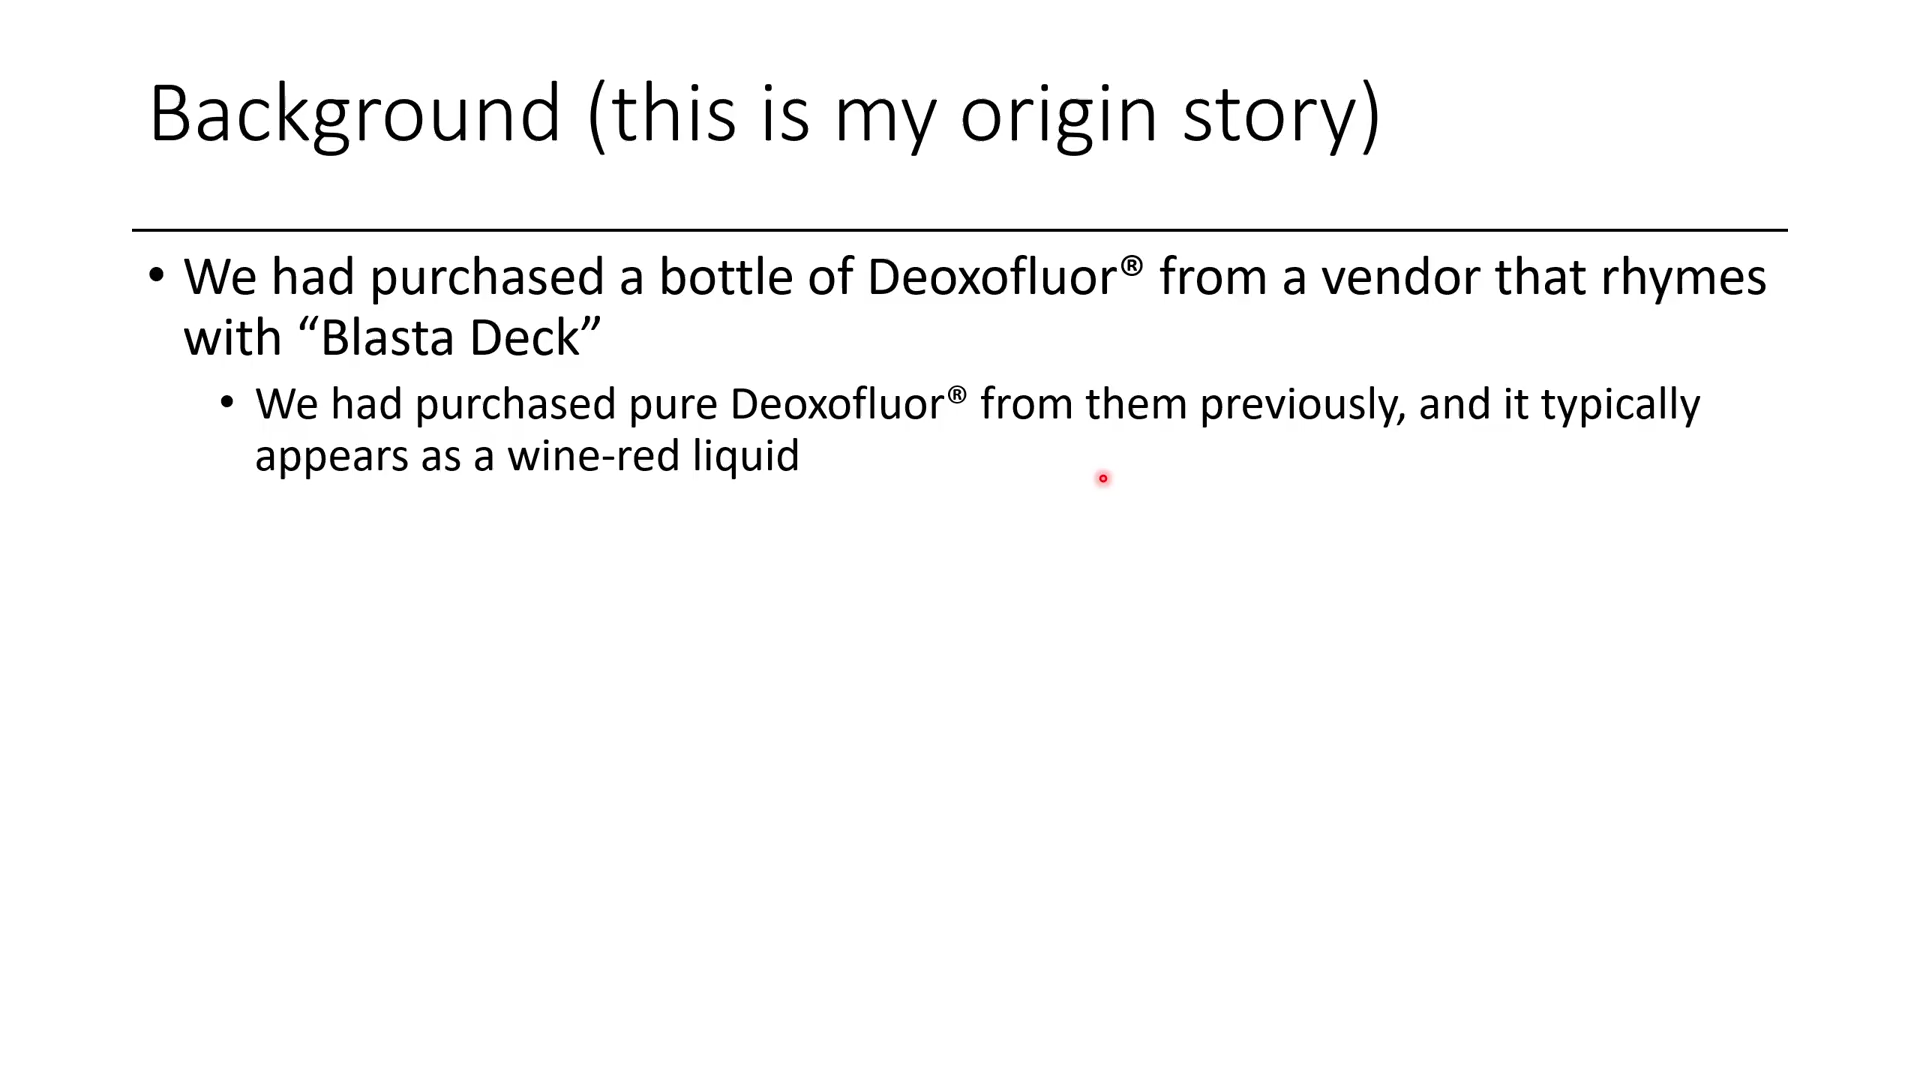 Background (this is my origin story)
• We had purchased a bottle of Deoxofluor® from a vendor that rhymes
with “Blasta Deck”
• We had purchased pure Deoxofluor® from them previously, and it typically
appears as a wine-red liquid